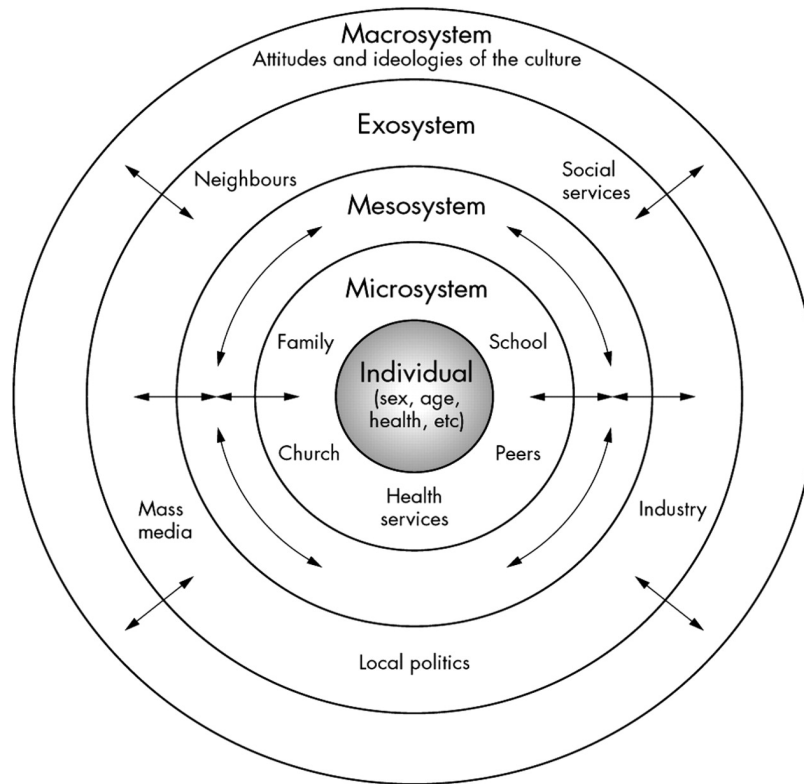 Macrosystem
Attitudes and ideologies of the culture
Exosystem
Neighbours
Social
services
Mesosystem
Microsystem
Family
School
Individual
(sex, age,
health, etc)
Church
Peers
Health
services
Mass
media
Industry
Local politics